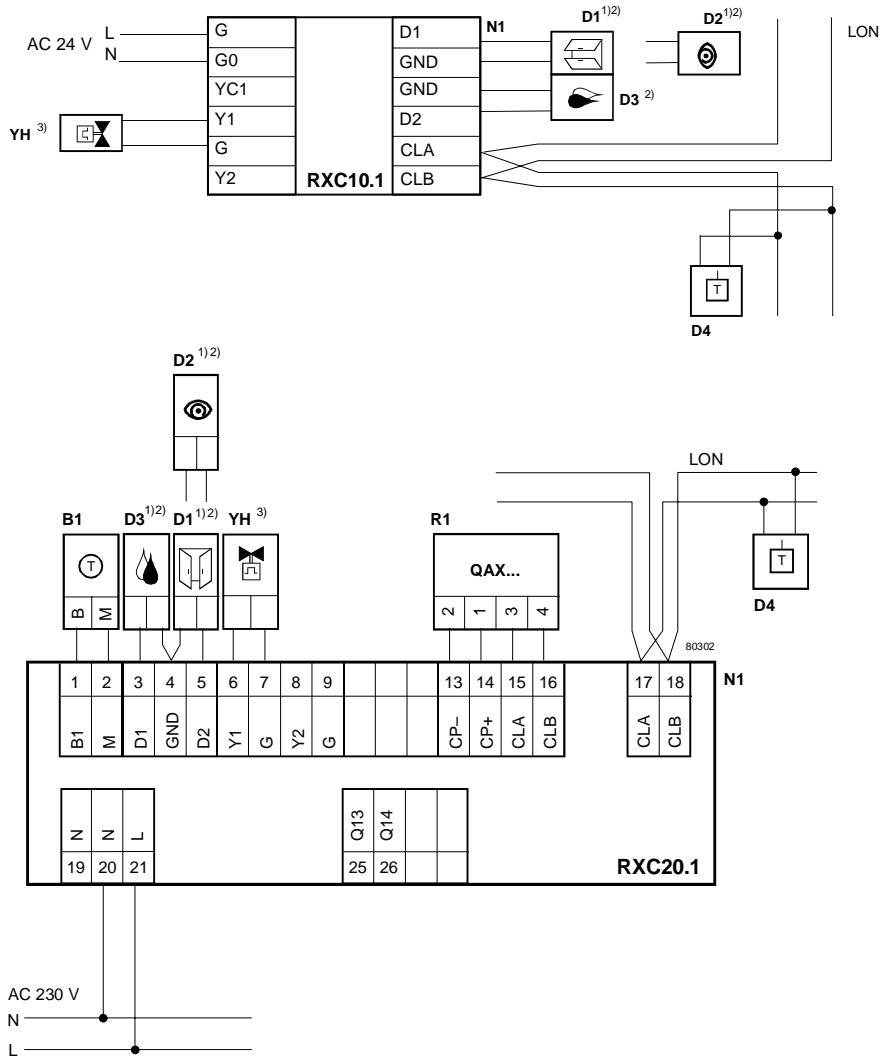 AC 24 V
L
N
G
G0
YC1
Y1
G
Y2
RXC10.1
D1
GND
GND
D2
CLA
CLB
N1
D1 1)2)
D2 1)2)
D3 2)
LON
YH 3)
T
D4
D2 1) 2)
B1
D3 1)2)
D1 1)2)
YH 3)
R1
LON
T
QAX...
T
D4
B M
2 1 3 4
80302
1 2 3 4 5 6 7 8 9 13 14 15 16 17 18
N1
B1 M D1 GND D2 Y1 G Y2 G CP– CP+ CLA CLB CLA CLB
N N L Q13 Q14
19 20 21 25 26
RXC20.1
AC 230 V
N
L